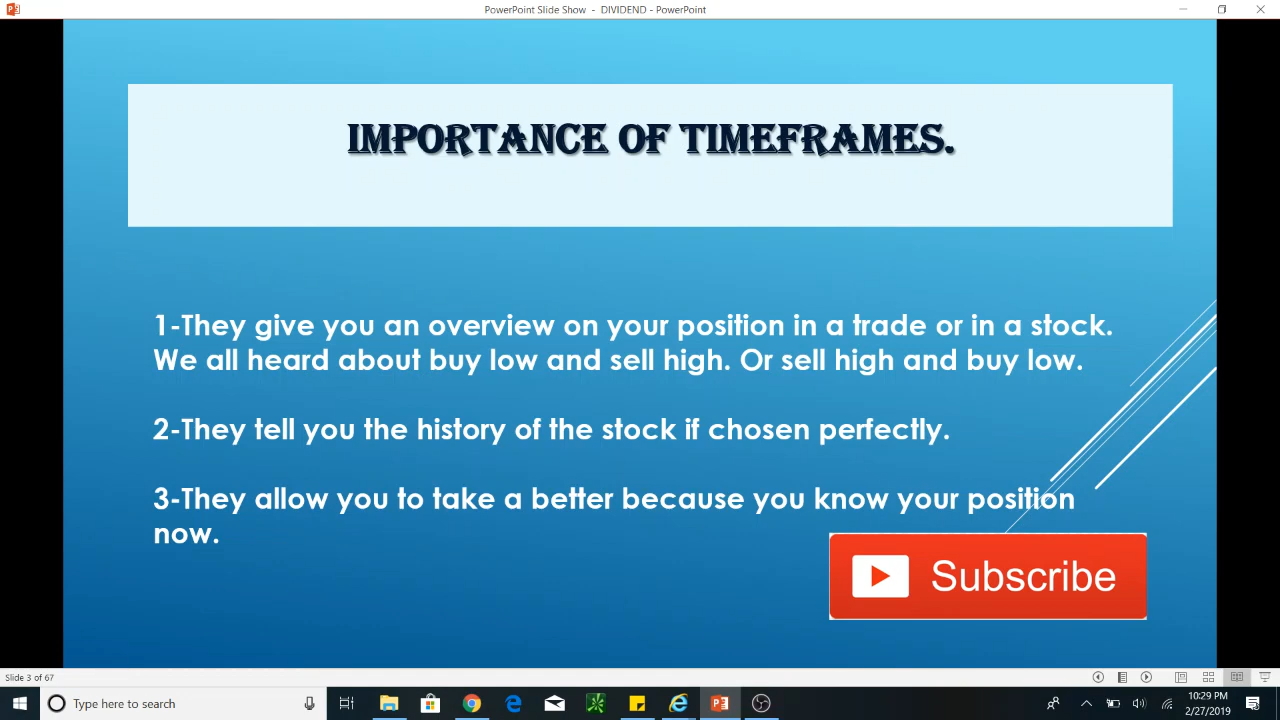 PowerPoint Slide Show - DIVIDEND - PowerPoint
IMPORTANCE OF TIMEFRAMES.
1-They give you an overview on your position in a trade or in a stock.
We all heard about buy low and sell high. Or sell high and buy low.
2-They tell you the history of the stock if chosen perfectly.
3-They allow you to take a better because you know your position
now.
Subscribe
Slide 3 of 67
Type here to search
10:29 PM
2/27/2019